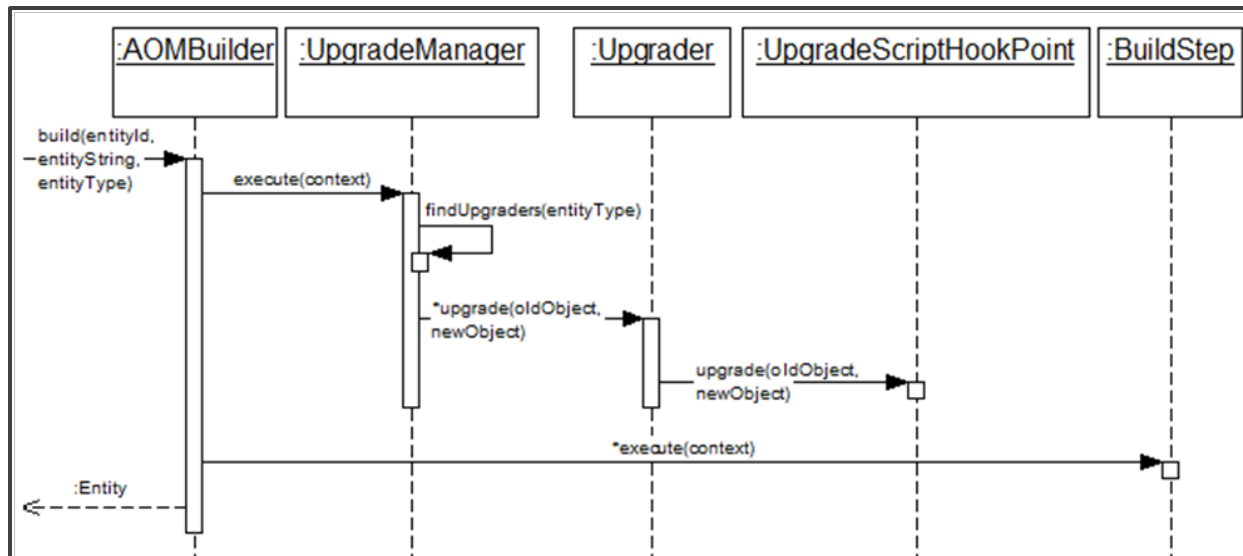 :AOMBuilder
:UpgradeManager
:Upgrader
:UpgradeScriptHookPoint
:BuildStep
build(entityId,
entityString,
entityType)
execute(context)
findUpgraders(entityType)
*upgrade(oldObject,
newObject)
upgrade(oldObject,
newObject)
*execute(context)
:Entity